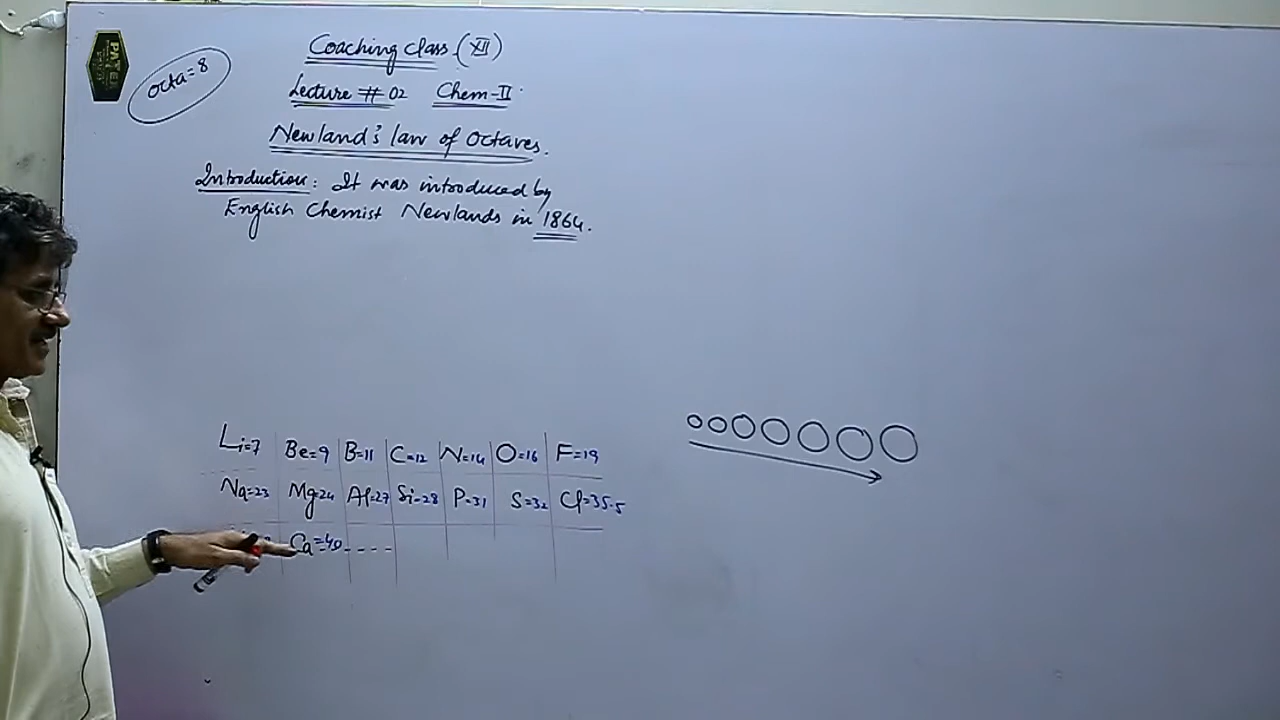 PATEL
Octa=8
Coaching class (XII)
Lecture # 02 Chem-II
Newland's law of Octaves.
Introduction: It was introduced by
English Chemist Newlands in 1864.
Li=7 Be=9 B=11 C=12 N=14 O=16 F=19
Na=23 Mg=24 Al=27 Si=28 P=31 S=32 Cl=35.5
Ca=40 - - - -